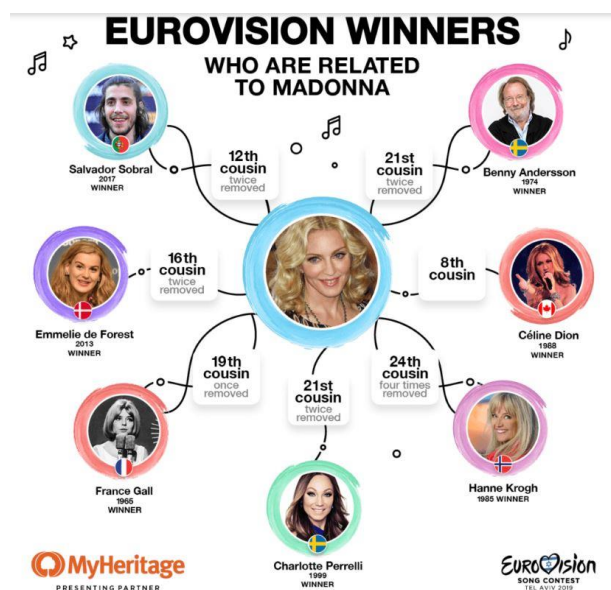 EUROVISION WINNERS
WHO ARE RELATED
TO MADONNA
Salvador Sobral
2017
WINNER
12th
cousin
twice
removed
21st
cousin
twice
removed
Benny Andersson
1974
WINNER
Emmelie de Forest
2013
WINNER
16th
cousin
twice
removed
8th
cousin
Céline Dion
1988
WINNER
France Gall
1965
WINNER
19th
cousin
once
removed
21st
cousin
twice
removed
24th
cousin
four times
removed
Hanne Krogh
1985 WINNER
Charlotte Perrelli
1999
WINNER
MyHeritage
PRESENTING PARTNER
EUROVISION
SONG CONTEST
TEL AVIV 2019